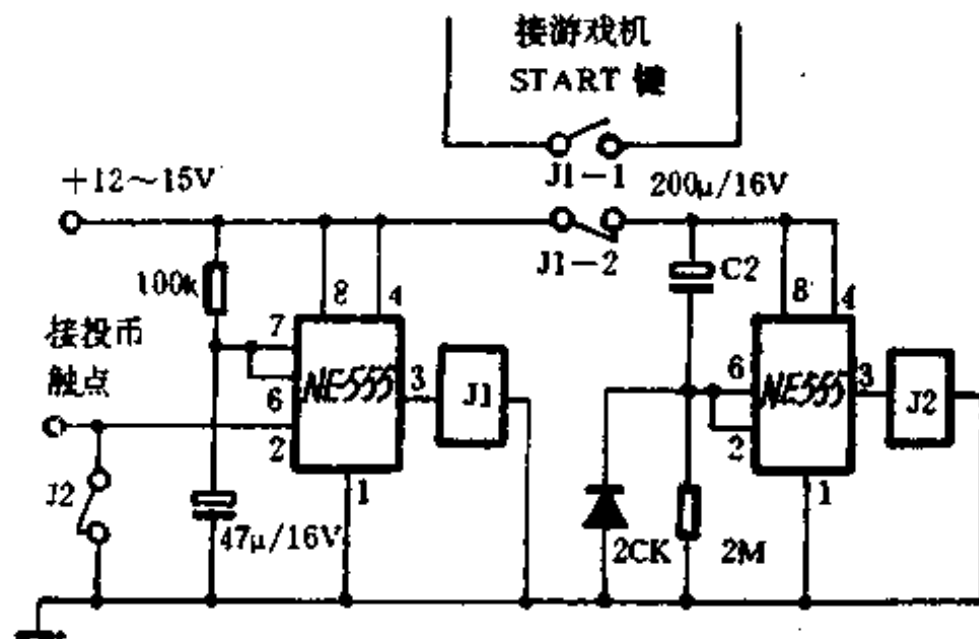 接游戏机
START 键
J1-1
+12～15V
200μ/16V
J1-2
C2
100k
8
4
8
4
接投币
触点
7
6
2
NE555
3
J1
1
6
2
NE555
3
J2
1
J2
47μ/16V
2CK
2M